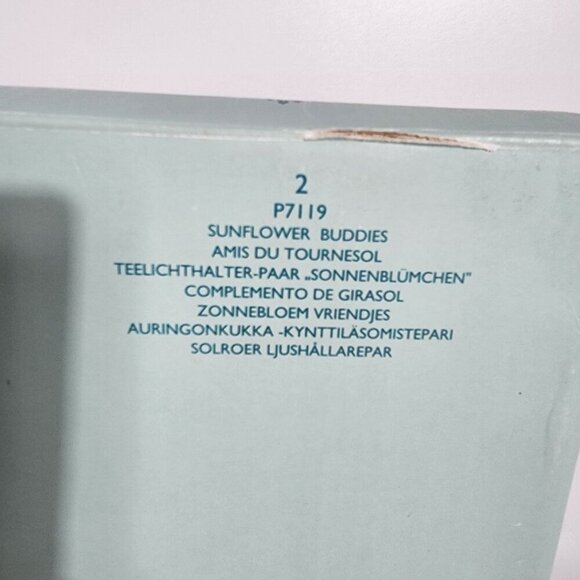 2
P7119
SUNFLOWER BUDDIES
AMIS DU TOURNESOL
TEELICHTHALTER-PAAR „SONNENBLÜMCHEN"
COMPLEMENTO DE GIRASOL
ZONNEBLOEM VRIENDJES
AURINGONKUKKA -KYNTTILÄSOMISTEPARI
SOLROER LJUSHÅLLAREPAR